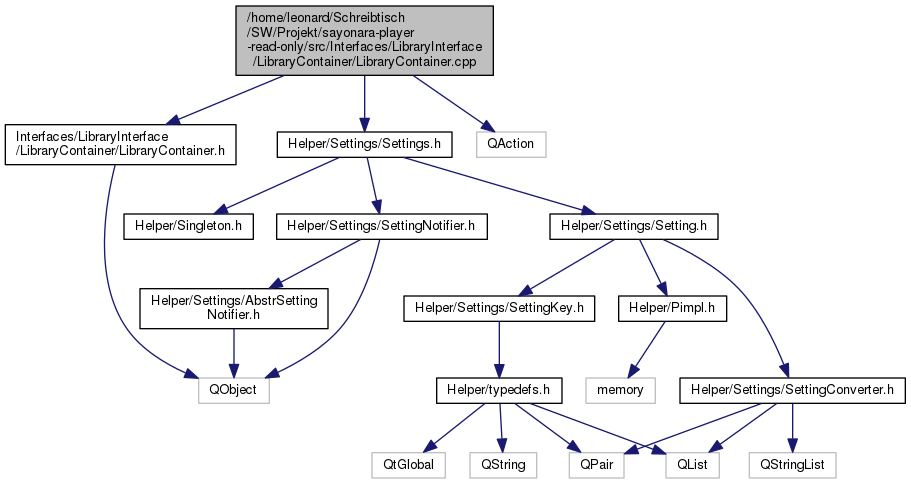 /home/leonard/Schreibtisch
/SW/Projekt/sayonara-player
-read-only/src/Interfaces/LibraryInterface
/LibraryContainer/LibraryContainer.cpp
Interfaces/LibraryInterface
/LibraryContainer/LibraryContainer.h
Helper/Settings/Settings.h
QAction
Helper/Singleton.h
Helper/Settings/SettingNotifier.h
Helper/Settings/Setting.h
Helper/Settings/AbstrSetting
Notifier.h
Helper/Settings/SettingKey.h
Helper/Pimpl.h
QObject
Helper/typedefs.h
memory
Helper/Settings/SettingConverter.h
QtGlobal
QString
QPair
QList
QStringList